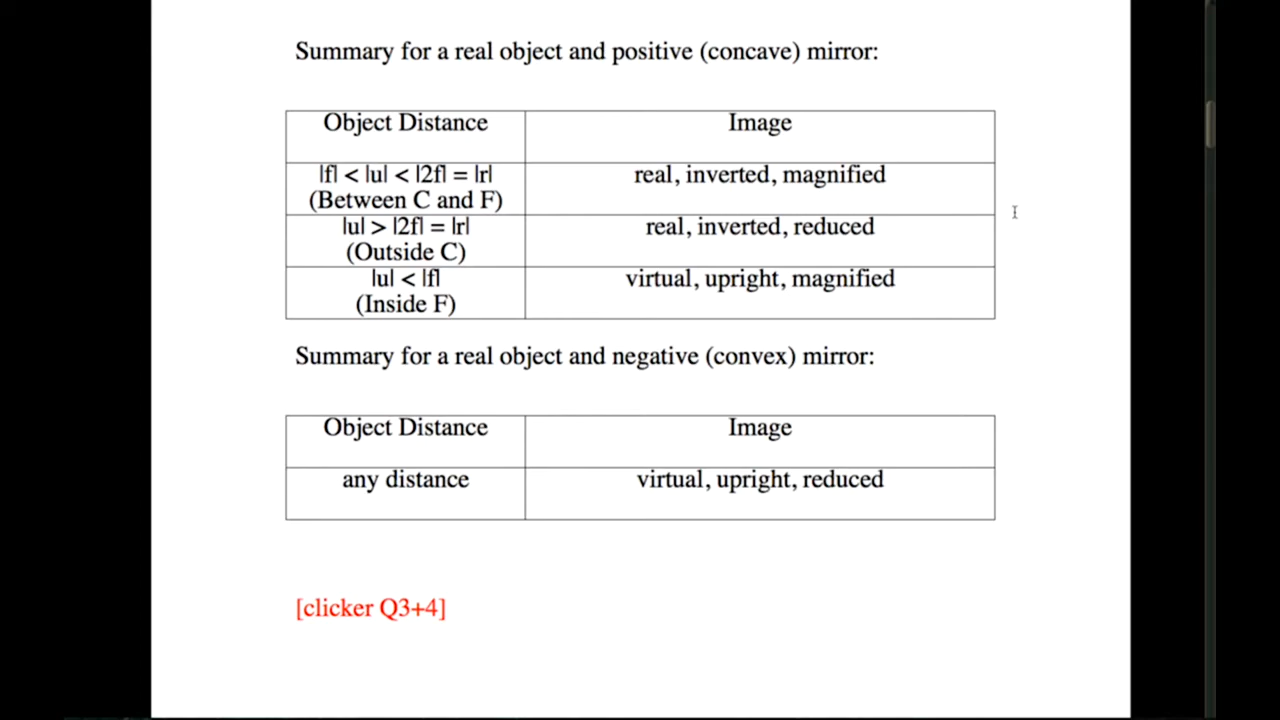 Summary for a real object and positive (concave) mirror:
Object Distance
Image
|f| < |u| < |2f| = |r|
(Between C and F)
real, inverted, magnified
|u| > |2f| = |r|
(Outside C)
real, inverted, reduced
|u| < |f|
(Inside F)
virtual, upright, magnified
Summary for a real object and negative (convex) mirror:
Object Distance
Image
any distance
virtual, upright, reduced
[clicker Q3+4]